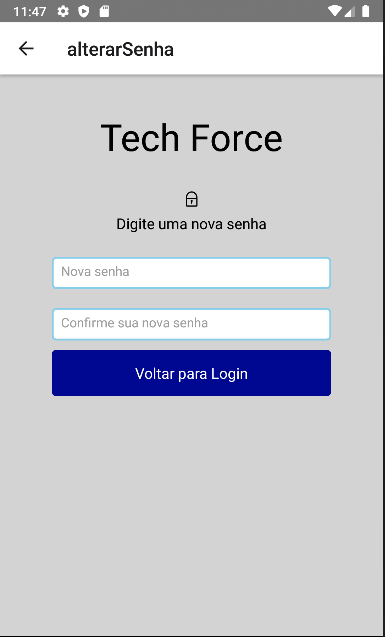 11:47
alterarSenha
Tech Force
Digite uma nova senha
Nova senha
Confirme sua nova senha
Voltar para Login